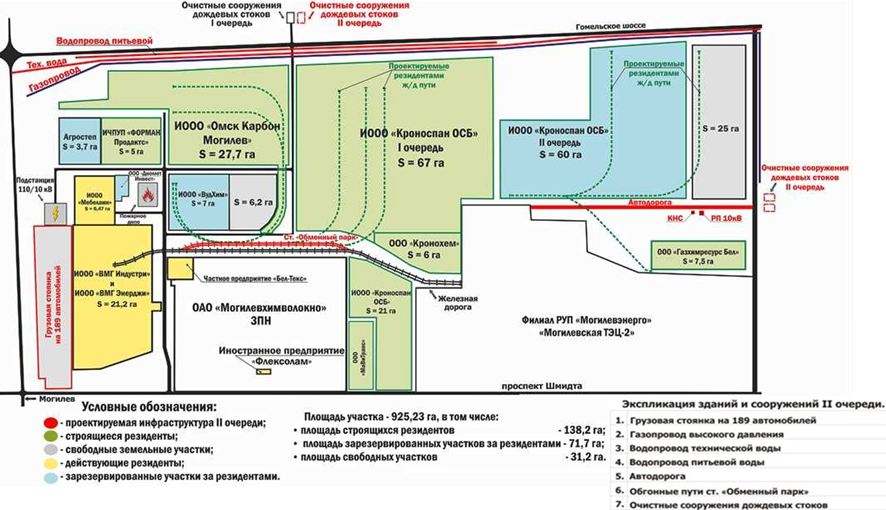 Очистные сооружения
дождевых стоков
I очередь
Очистные сооружения
дождевых стоков
II очередь
Гомельское шоссе
Водопровод питьевой
Тех. вода
Газопровод
Проектируемые
резидентами
ж/д пути
Проектируемые
резидентами
ж/д пути
Агростеп
S = 3,7 га
ИЧПУП «ФОРМАН
Продактс»
S = 5 га
ИООО «Омск Карбон
Могилев»
S = 27,7 га
ИООО «Кроноспан ОСБ»
I очередь
S = 67 га
ИООО «Кроноспан ОСБ»
II очередь
S = 60 га
S = 25 га
Очистные сооружения
дождевых стоков
II очередь
Подстанция
110/10 кВ
ИООО
«Мебелаин»
S = 6,47 га
ООО «Диомет
Инвест»
Пожарное
депо
ИООО «ВудХим»
S = 7 га
S = 6,2 га
Автодорога
КНС
РП 10кВ
Ст. «Обменный парк»
ООО «Кронохем»
S = 6 га
ООО «Газхимресурс Бел»
S = 7,5 га
Грузовая стоянка
на 189 автомобилей
ИООО «ВМГ Индустри»
и
ИООО «ВМГ Энерджи»
S = 21,2 га
Частное предприятие «Бел-Текс»
ОАО «Могилевхимволокно»
ЗПН
ИООО «Кроноспан
ОСБ»
S = 21 га
Железная
дорога
Филиал РУП «Могилевэнерго»
«Могилевская ТЭЦ-2»
Иностранное предприятие
«Флексолам»
ООО
проспект Шмидта
Могилев
Условные обозначения:
- проектируемая инфраструктура II очереди;
- строящиеся резиденты;
- свободные земельные участки;
- действующие резиденты;
- зарезервированные участки за резидентами.
Площадь участка - 925,23 га, в том числе:
• площадь строящихся резидентов - 138,2 га;
• площадь зарезервированных участков за резидентами - 71,7 га;
• площадь свободных участков - 31,2 га.
Экспликация зданий и сооружений II очереди.
1. Грузовая стоянка на 189 автомобилей
2. Газопровод высокого давления
3. Водопровод технической воды
4. Водопровод питьевой воды
5. Автодорога
6. Обгонные пути ст. «Обменный парк»
7. Очистные сооружения дождевых стоков